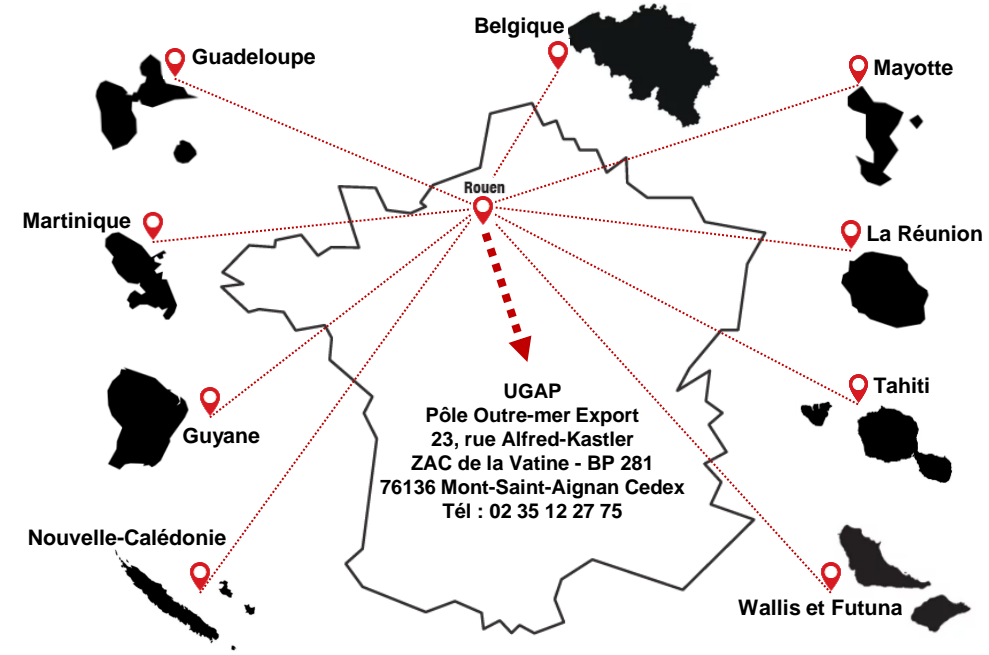 Belgique
Guadeloupe
Mayotte
Rouen
Martinique
La Réunion
UGAP
Pôle Outre-mer Export
23, rue Alfred-Kastler
ZAC de la Vatine - BP 281
76136 Mont-Saint-Aignan Cedex
Tél : 02 35 12 27 75
Tahiti
Guyane
Nouvelle-Calédonie
Wallis et Futuna